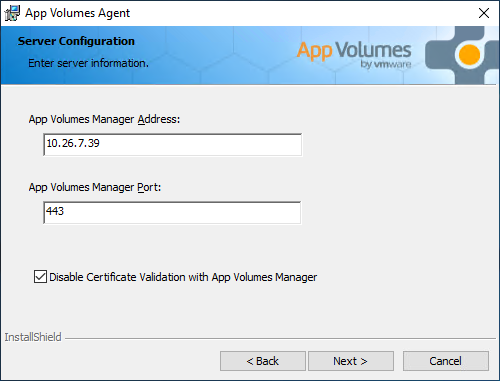 App Volumes Agent
Server Configuration
Enter server information.
App Volumes
by vmware
App Volumes Manager Address:
10.26.7.39
App Volumes Manager Port:
443
Disable Certificate Validation with App Volumes Manager
InstallShield
< Back
Next >
Cancel